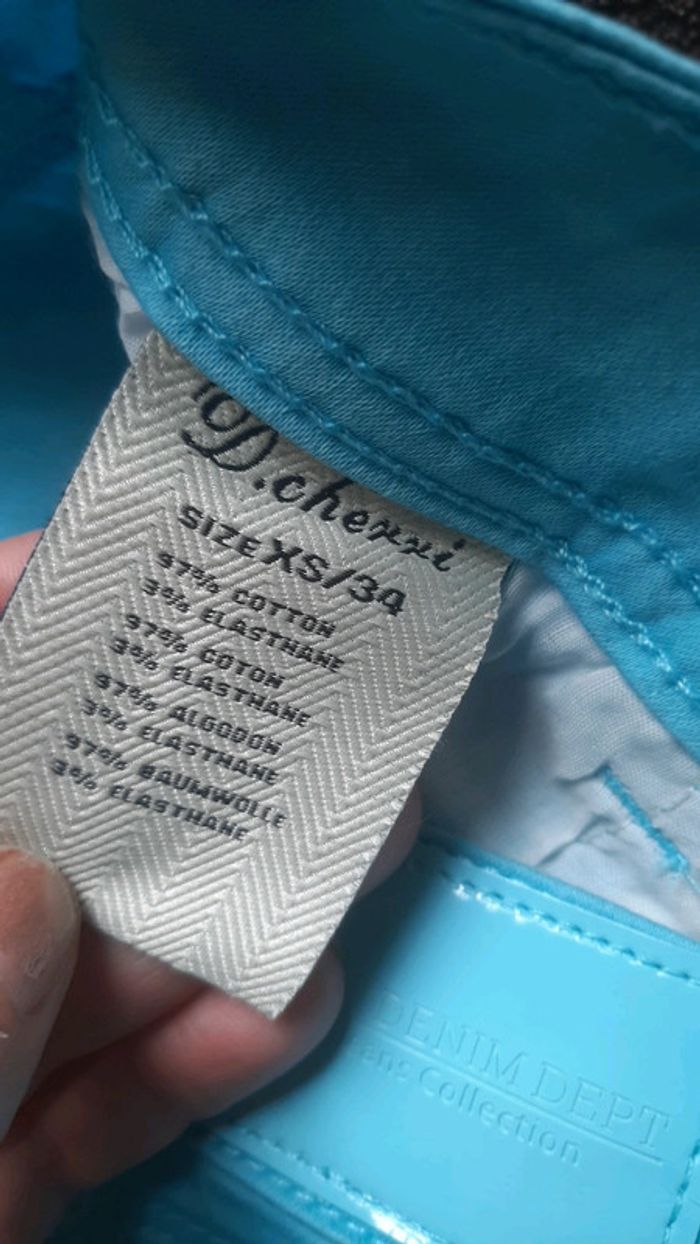 D.cherri
SIZE XS/34
97% COTTON
3% ELASTHANE
97% COTON
3% ELASTHANE
97% ALGODON
3% ELASTHANE
97% BAUMWOLLE
3% ELASTHANE
DENIM DEPT
Collection